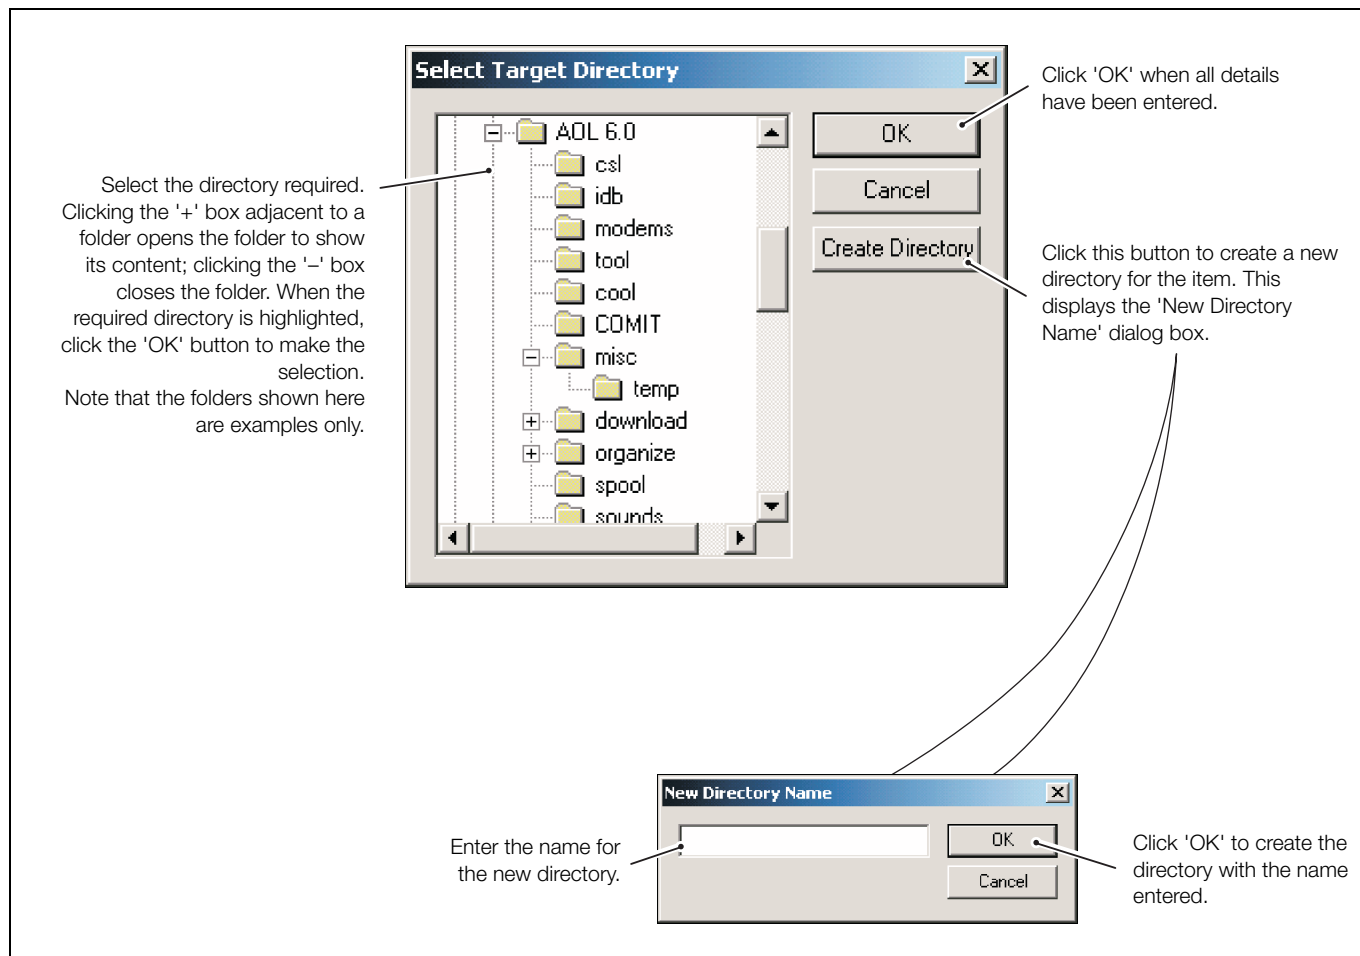 Select Target Directory
Click 'OK' when all details
have been entered.
AOL 6.0
csl
idb
modems
tool
cool
COMIT
misc
temp
download
organize
spool
sounds
OK
Cancel
Create Directory
Select the directory required.
Clicking the '+' box adjacent to a
folder opens the folder to show
its content; clicking the '–' box
closes the folder. When the
required directory is highlighted,
click the 'OK' button to make the
selection.
Note that the folders shown here
are examples only.
Click this button to create a new
directory for the item. This
displays the 'New Directory
Name' dialog box.
New Directory Name
OK
Cancel
Enter the name for
the new directory.
Click 'OK' to create the
directory with the name
entered.